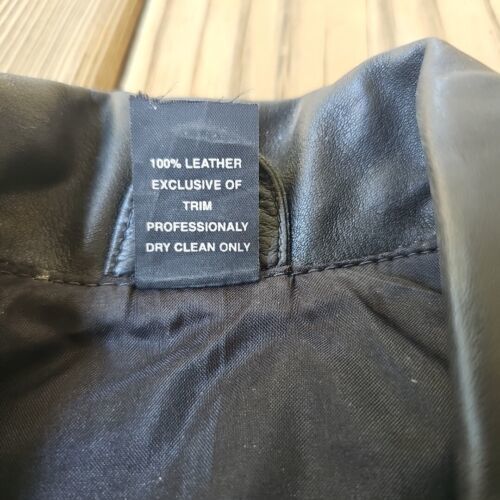 100% LEATHER
EXCLUSIVE OF
TRIM
PROFESSIONALY
DRY CLEAN ONLY